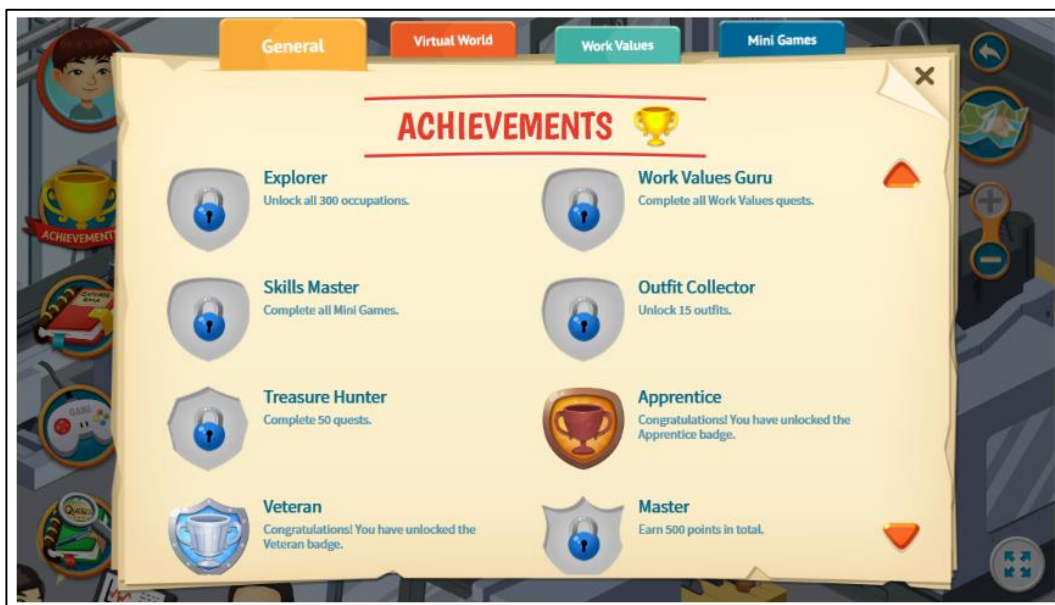 General
Virtual World
Work Values
Mini Games
ACHIEVEMENTS
Explorer
Unlock all 300 occupations.
Work Values Guru
Complete all Work Values quests.
Skills Master
Complete all Mini Games.
Outfit Collector
Unlock 15 outfits.
Treasure Hunter
Complete 50 quests.
Apprentice
Congratulations! You have unlocked the
Apprentice badge.
Veteran
Congratulations! You have unlocked the
Veteran badge.
Master
Earn 500 points in total.
ACHIEVEMENT
GAME